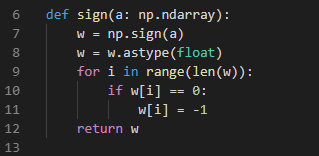 6 def sign(a: np.ndarray):
7     w = np.sign(a)
8     w = w.astype(float)
9     for i in range(len(w)):
10         if w[i] == 0:
11             w[i] = -1
12     return w
13